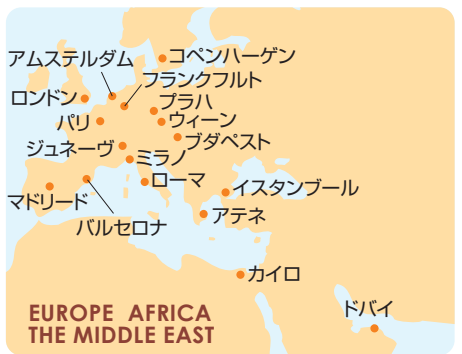 コペンハーゲン
アムステルダム
フランクフルト
ロンドン
プラハ
パリ
ウィーン
ブダペスト
ジュネーヴ
ミラノ
ローマ
イスタンブール
マドリード
アテネ
バルセロナ
カイロ
ドバイ
EUROPE AFRICA
THE MIDDLE EAST